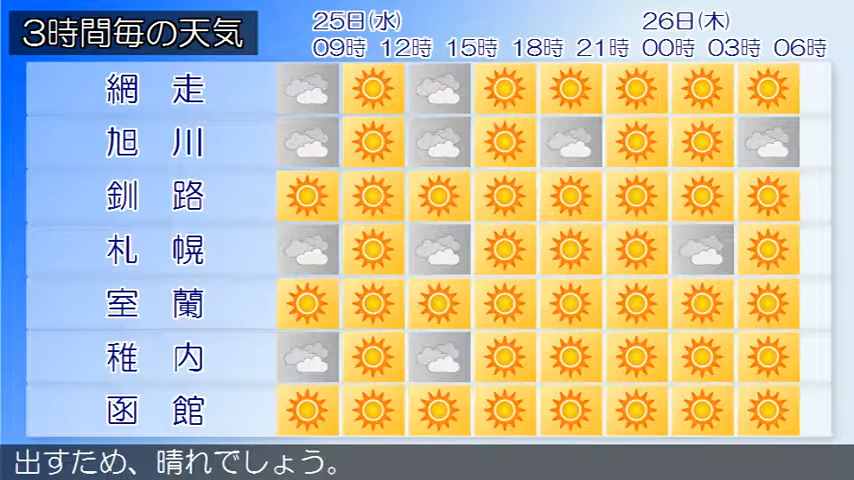 3時間毎の天気
25日(水) 26日(木)
09時 12時 15時 18時 21時 00時 03時 06時
網走
旭川
釧路
札幌
室蘭
稚内
函館
出すため、晴れでしょう。